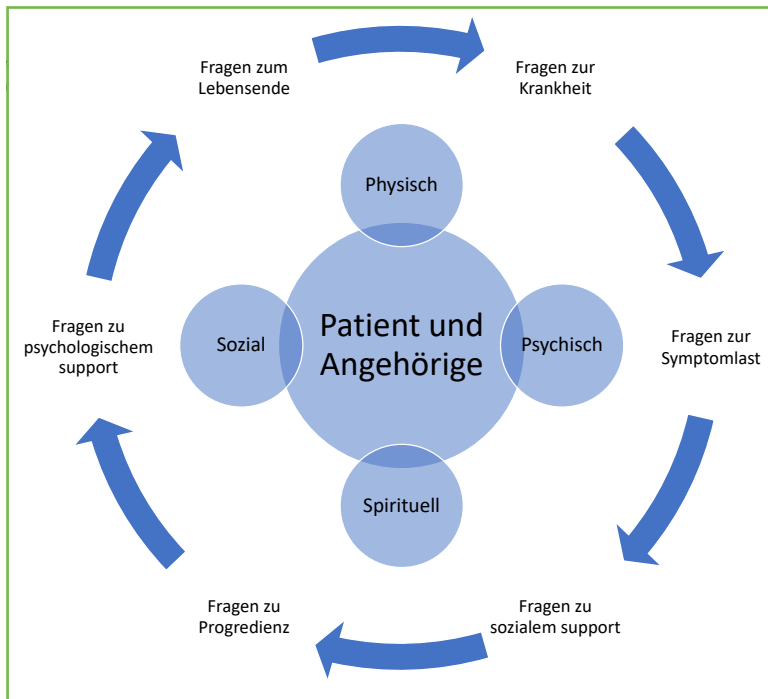 Fragen zum
Lebensende
Fragen zur
Krankheit
Physisch
Fragen zu
psychologischem
support
Sozial
Patient und
Angehörige
Psychisch
Fragen zur
Symptomlast
Spirituell
Fragen zu
Progredienz
Fragen zu
sozialem support